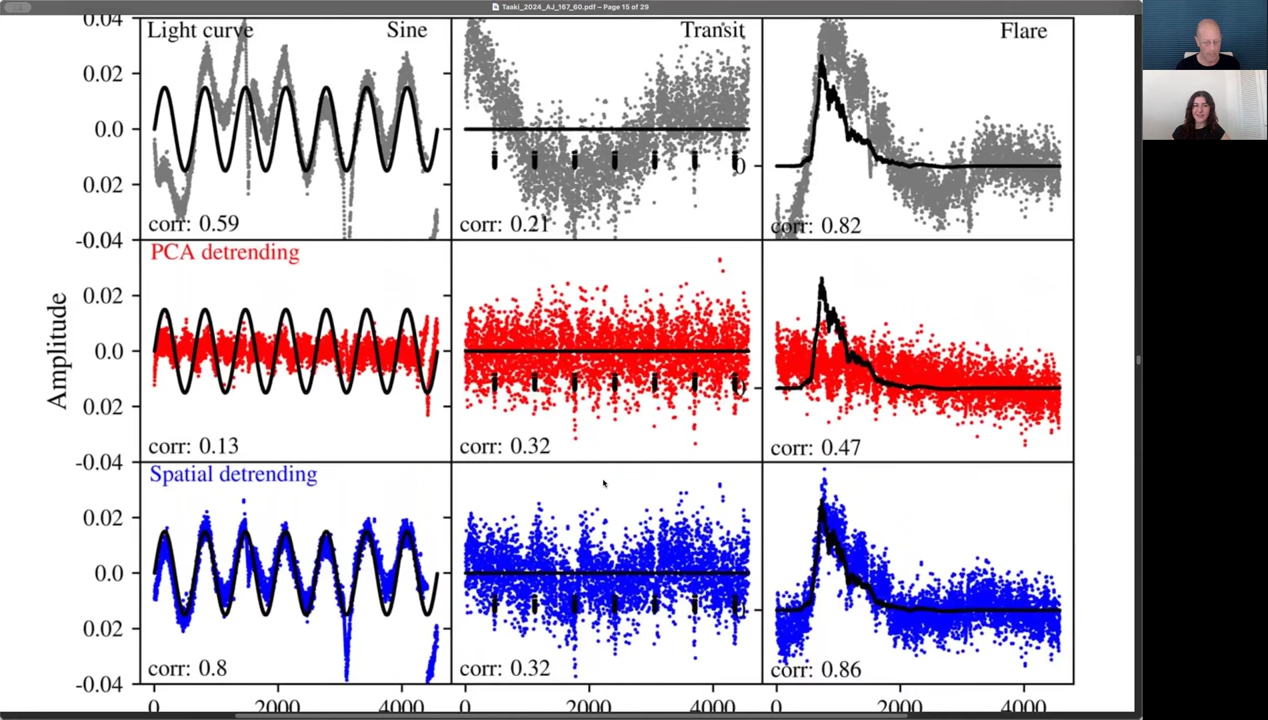 Taaki_2024_AJ_167_60.pdf – Page 15 of 29
0.04
Light curve
Sine
Transit
Flare
0.02
0.0
0
0.02
corr: 0.59
corr: 0.21
corr: 0.82
-0.04
PCA detrending
0.02
Amplitude
0.0
0
0.02
corr: 0.13
corr: 0.32
corr: 0.47
-0.04
Spatial detrending
0.02
0.0
0.02
corr: 0.8
corr: 0.32
corr: 0.86
-0.04
0
2000
4000
0
2000
4000
0
2000
4000